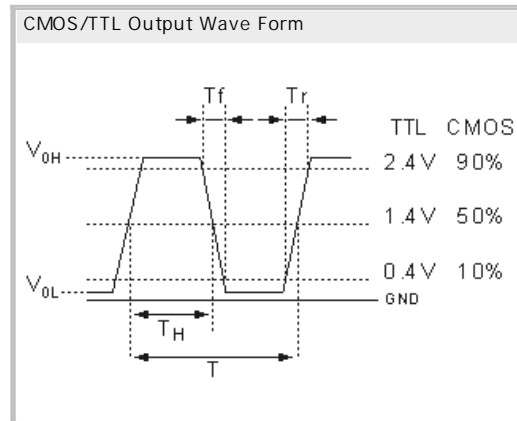 CMOS/TTL Output Wave Form
Tf Tr
TTL CMOS
V0H 2.4V 90%
1.4V 50%
0.4V 10%
V0L GND
TH
T